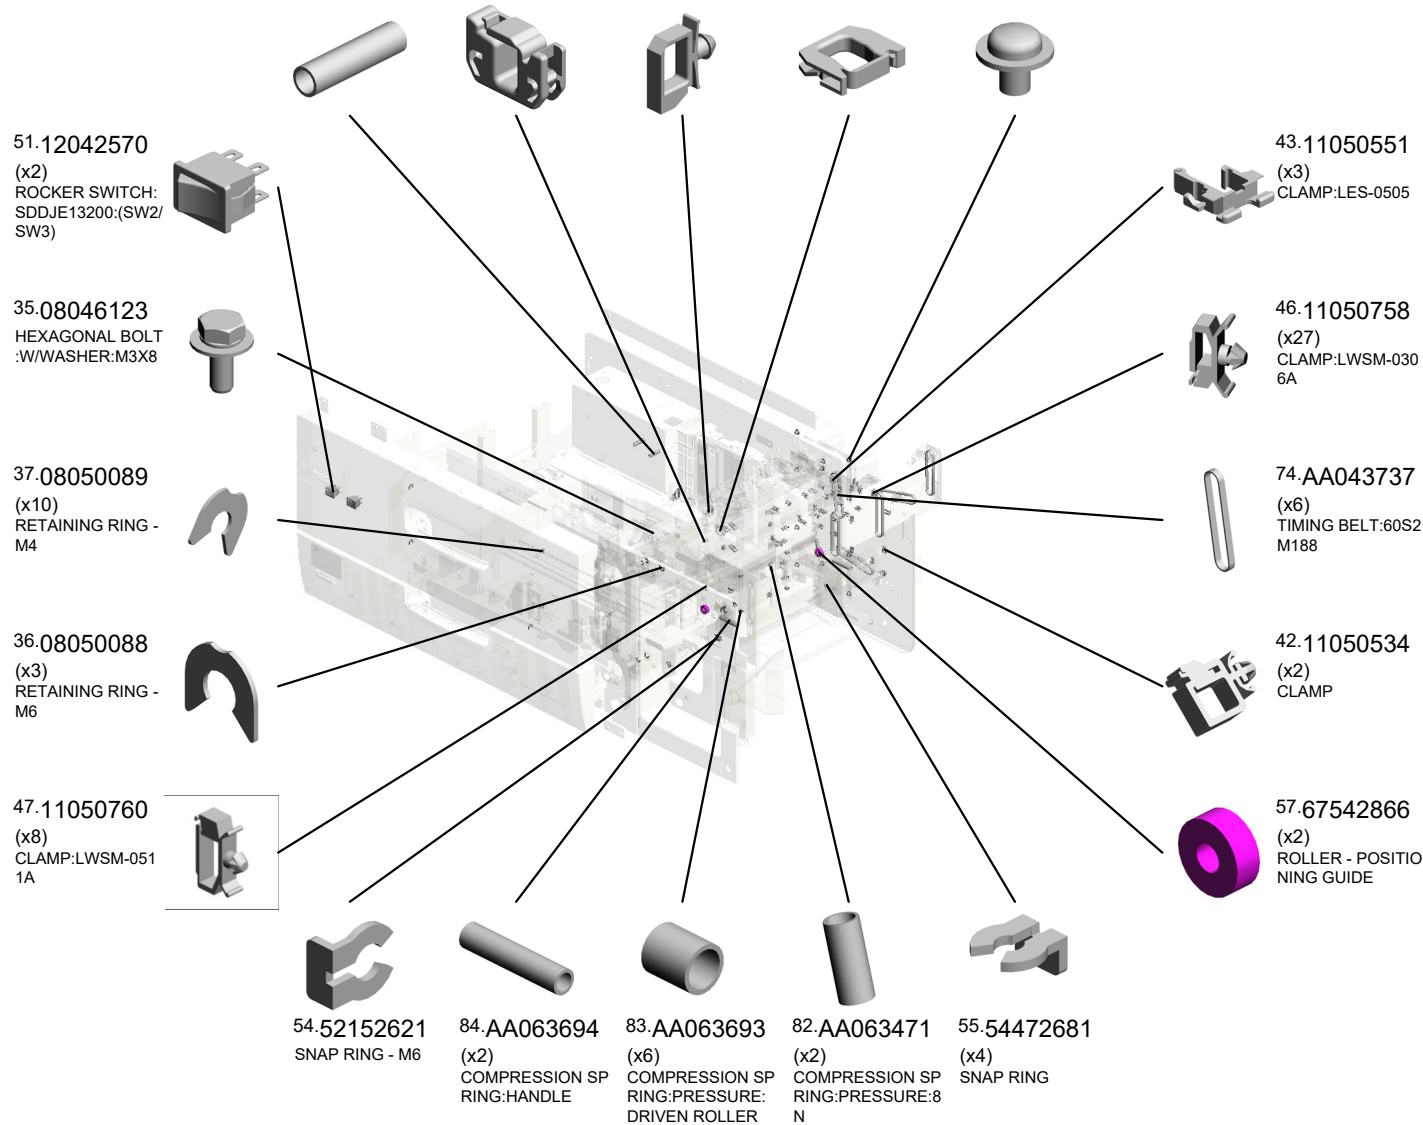 51.12042570
(x2)
ROCKER SWITCH:
SDDJE13200:(SW2/
SW3)
35.08046123
HEXAGONAL BOLT
:W/WASHER:M3X8
37.08050089
(x10)
RETAINING RING -
M4
36.08050088
(x3)
RETAINING RING -
M6
47.11050760
(x8)
CLAMP:LWSM-051
1A
54.52152621
SNAP RING - M6
84.AA063694
(x2)
COMPRESSION SP
RING:HANDLE
83.AA063693
(x6)
COMPRESSION SP
RING:PRESSURE:
DRIVEN ROLLER
82.AA063471
(x2)
COMPRESSION SP
RING:PRESSURE:8
N
55.54472681
(x4)
SNAP RING
43.11050551
(x3)
CLAMP:LES-0505
46.11050758
(x27)
CLAMP:LWSM-030
6A
74.AA043737
(x6)
TIMING BELT:60S2
M188
42.11050534
(x2)
CLAMP
57.67542866
(x2)
ROLLER - POSITIO
NING GUIDE